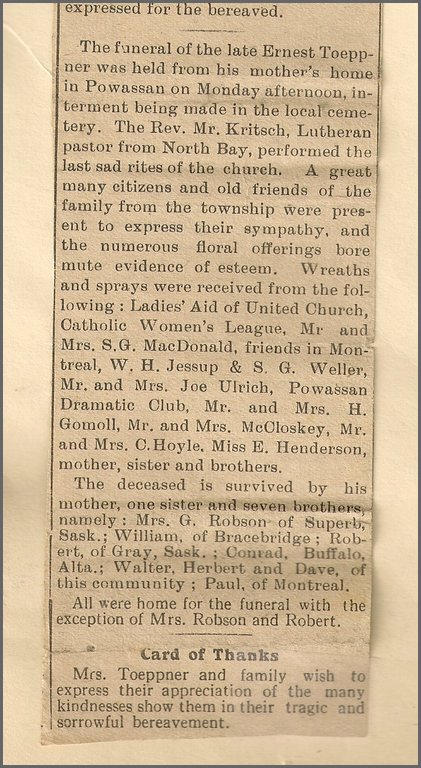 expressed for the bereaved.
The funeral of the late Ernest Toepp-
ner was held from his mother's home
in Powassan on Monday afternoon, in-
terment being made in the local ceme-
tery. The Rev. Mr. Kritsch, Lutheran
pastor from North Bay, performed the
last sad rites of the church. A great
many citizens and old friends of the
family from the township were pres-
ent to express their sympathy, and
the numerous floral offerings bore
mute evidence of esteem. Wreaths
and sprays were received from the fol-
lowing : Ladies' Aid of United Church,
Catholic Women's League, Mr and
Mrs. S.G. MacDonald, friends in Mon-
treal, W. H. Jessup & S. G. Weller,
Mr. and Mrs. Joe Ulrich, Powassan
Dramatic Club, Mr. and Mrs. H.
Gomoll, Mr. and Mrs. McCloskey, Mr.
and Mrs. C. Hoyle, Miss E. Henderson,
mother, sister and brothers.
The deceased is survived by his
mother, one sister and seven brothers,
namely : Mrs. G. Robson of Superb,
Sask.; William, of Bracebridge ; Rob-
ert, of Gray, Sask. ; Conrad, Buffalo,
Alta.; Walter, Herbert and Dave, of
this community ; Paul, of Montreal.
All were home for the funeral with the
exception of Mrs. Robson and Robert.
Card of Thanks
Mrs. Toeppner and family wish to
express their appreciation of the many
kindnesses show them in their tragic and
sorrowful bereavement.